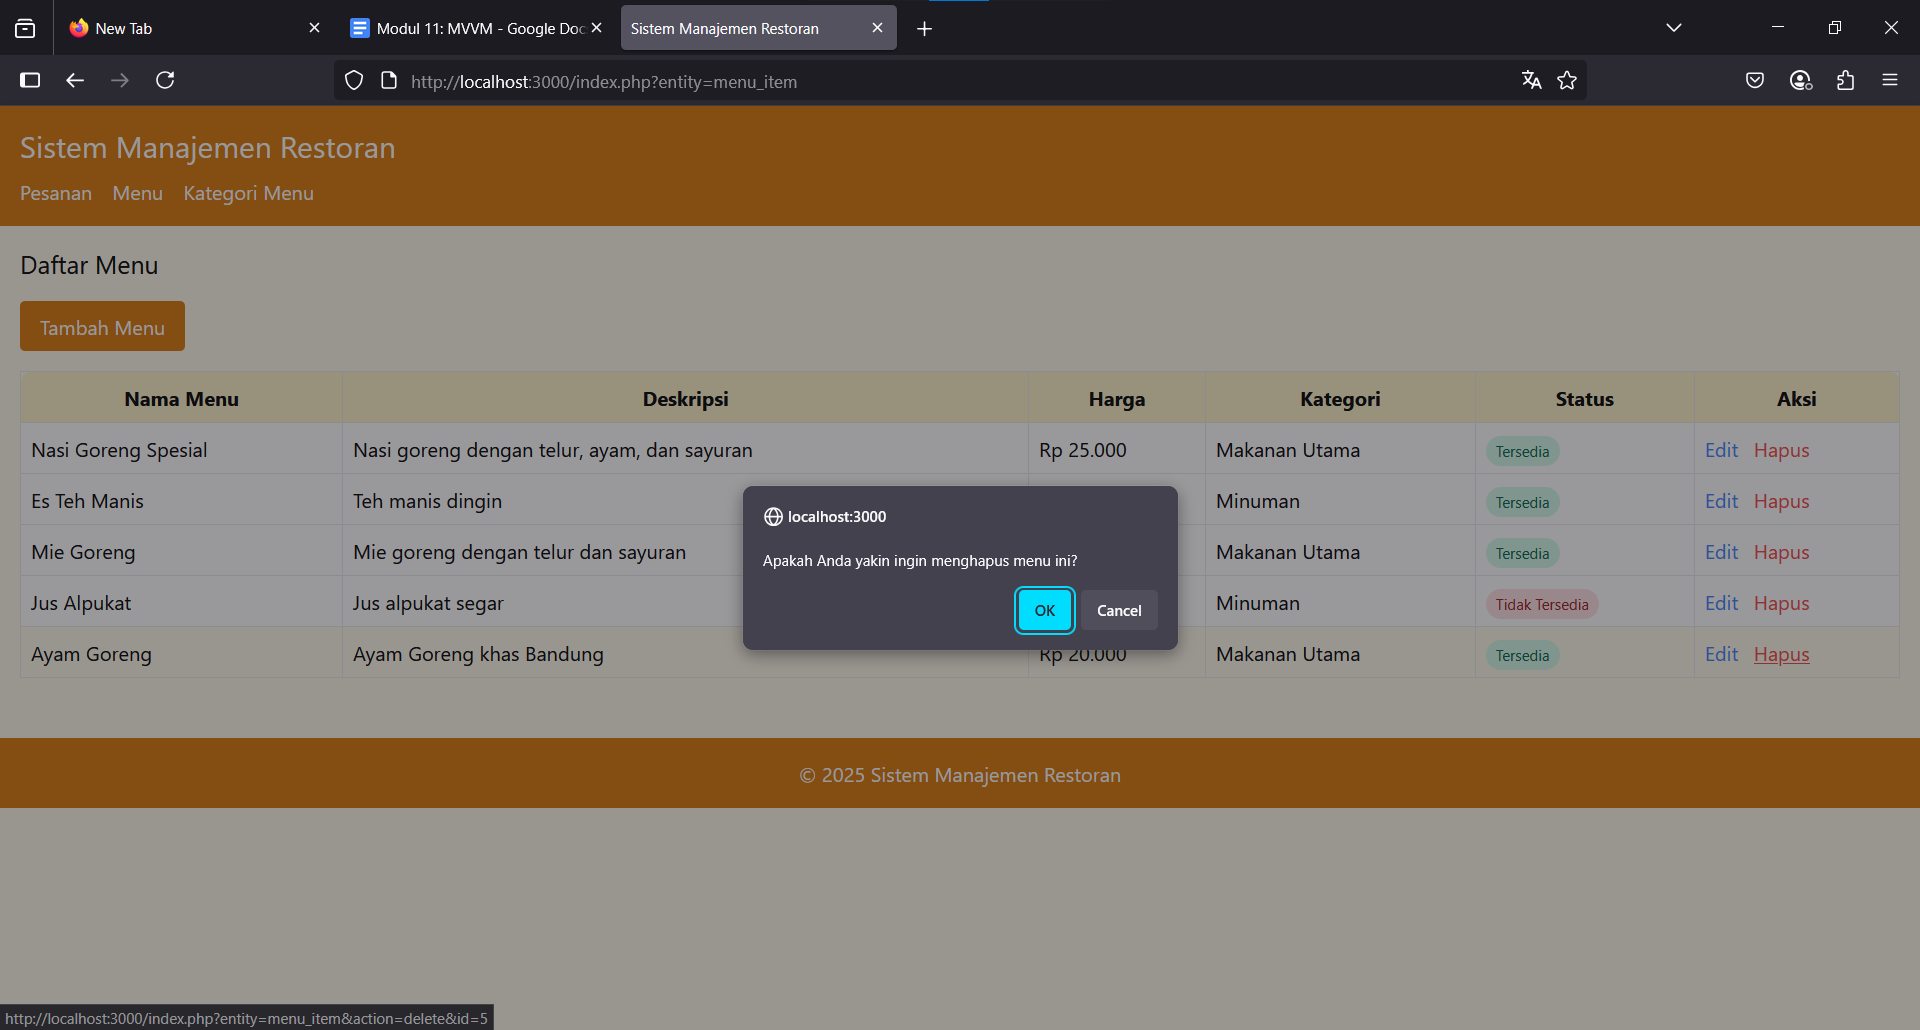 New Tab
Modul 11: MVVM - Google Doc
Sistem Manajemen Restoran
http://localhost:3000/index.php?entity=menu_item
Sistem Manajemen Restoran
Pesanan Menu Kategori Menu
Daftar Menu
Tambah Menu
Nama Menu Deskripsi Harga Kategori Status Aksi
Nasi Goreng Spesial Nasi goreng dengan telur, ayam, dan sayuran Rp 25.000 Makanan Utama Tersedia Edit Hapus
Es Teh Manis Teh manis dingin Minuman Tersedia Edit Hapus
Mie Goreng Mie goreng dengan telur dan sayuran Makanan Utama Tersedia Edit Hapus
Jus Alpukat Jus alpukat segar Minuman Tidak Tersedia Edit Hapus
Ayam Goreng Ayam Goreng khas Bandung Rp 20.000 Makanan Utama Tersedia Edit Hapus
localhost:3000
Apakah Anda yakin ingin menghapus menu ini?
OK Cancel
© 2025 Sistem Manajemen Restoran
http://localhost:3000/index.php?entity=menu_item&action=delete&id=5